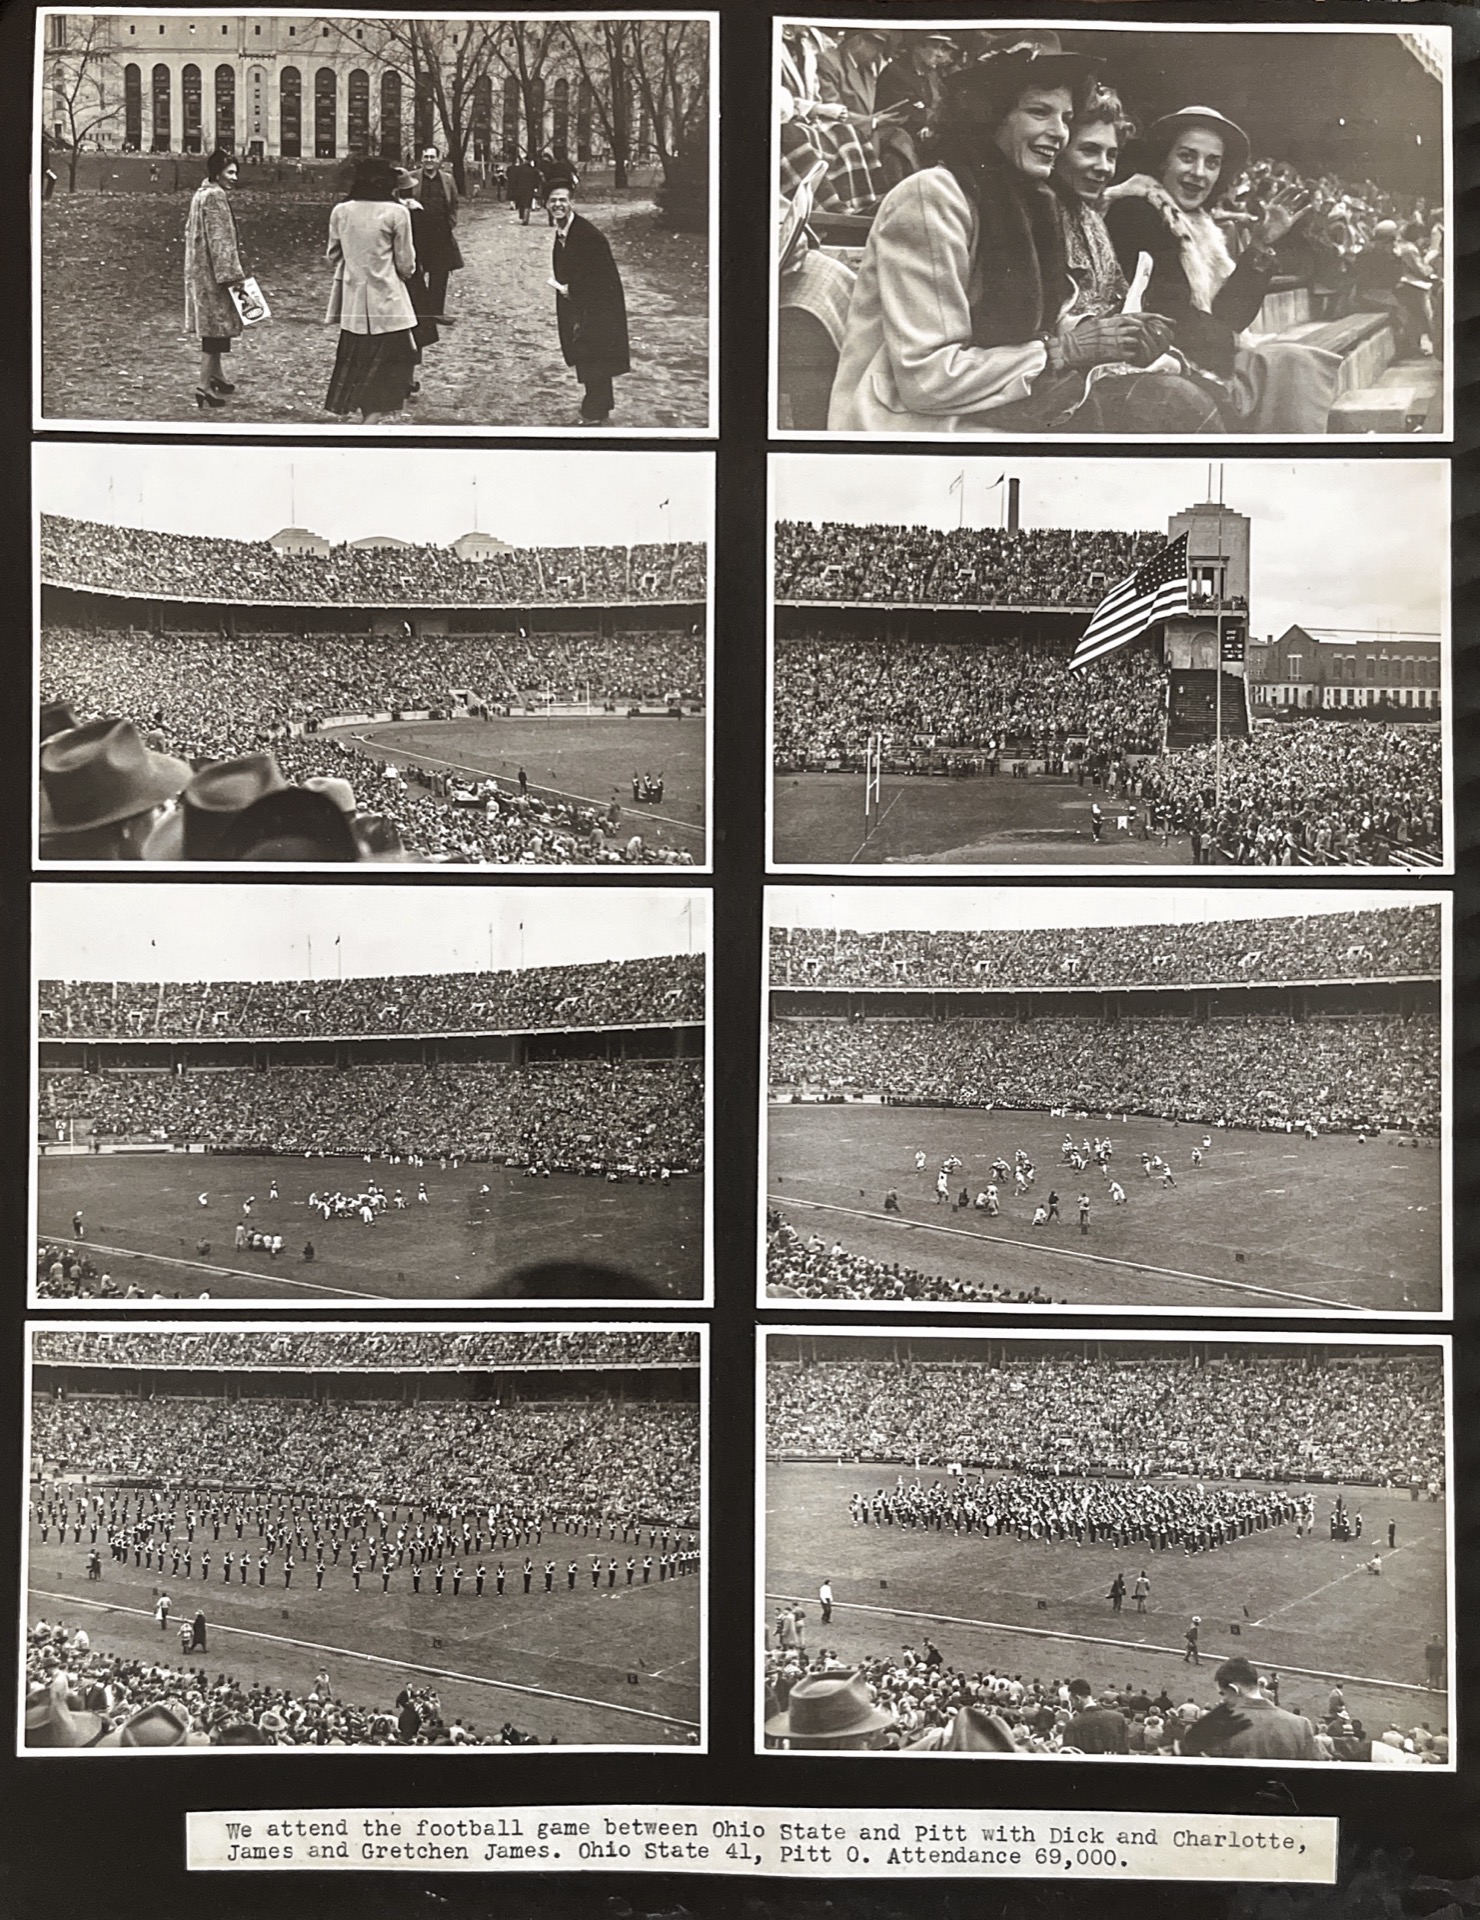 We attend the football game between Ohio State and Pitt with Dick and Charlotte,
James and Gretchen James. Ohio State 41, Pitt 0. Attendance 69,000.